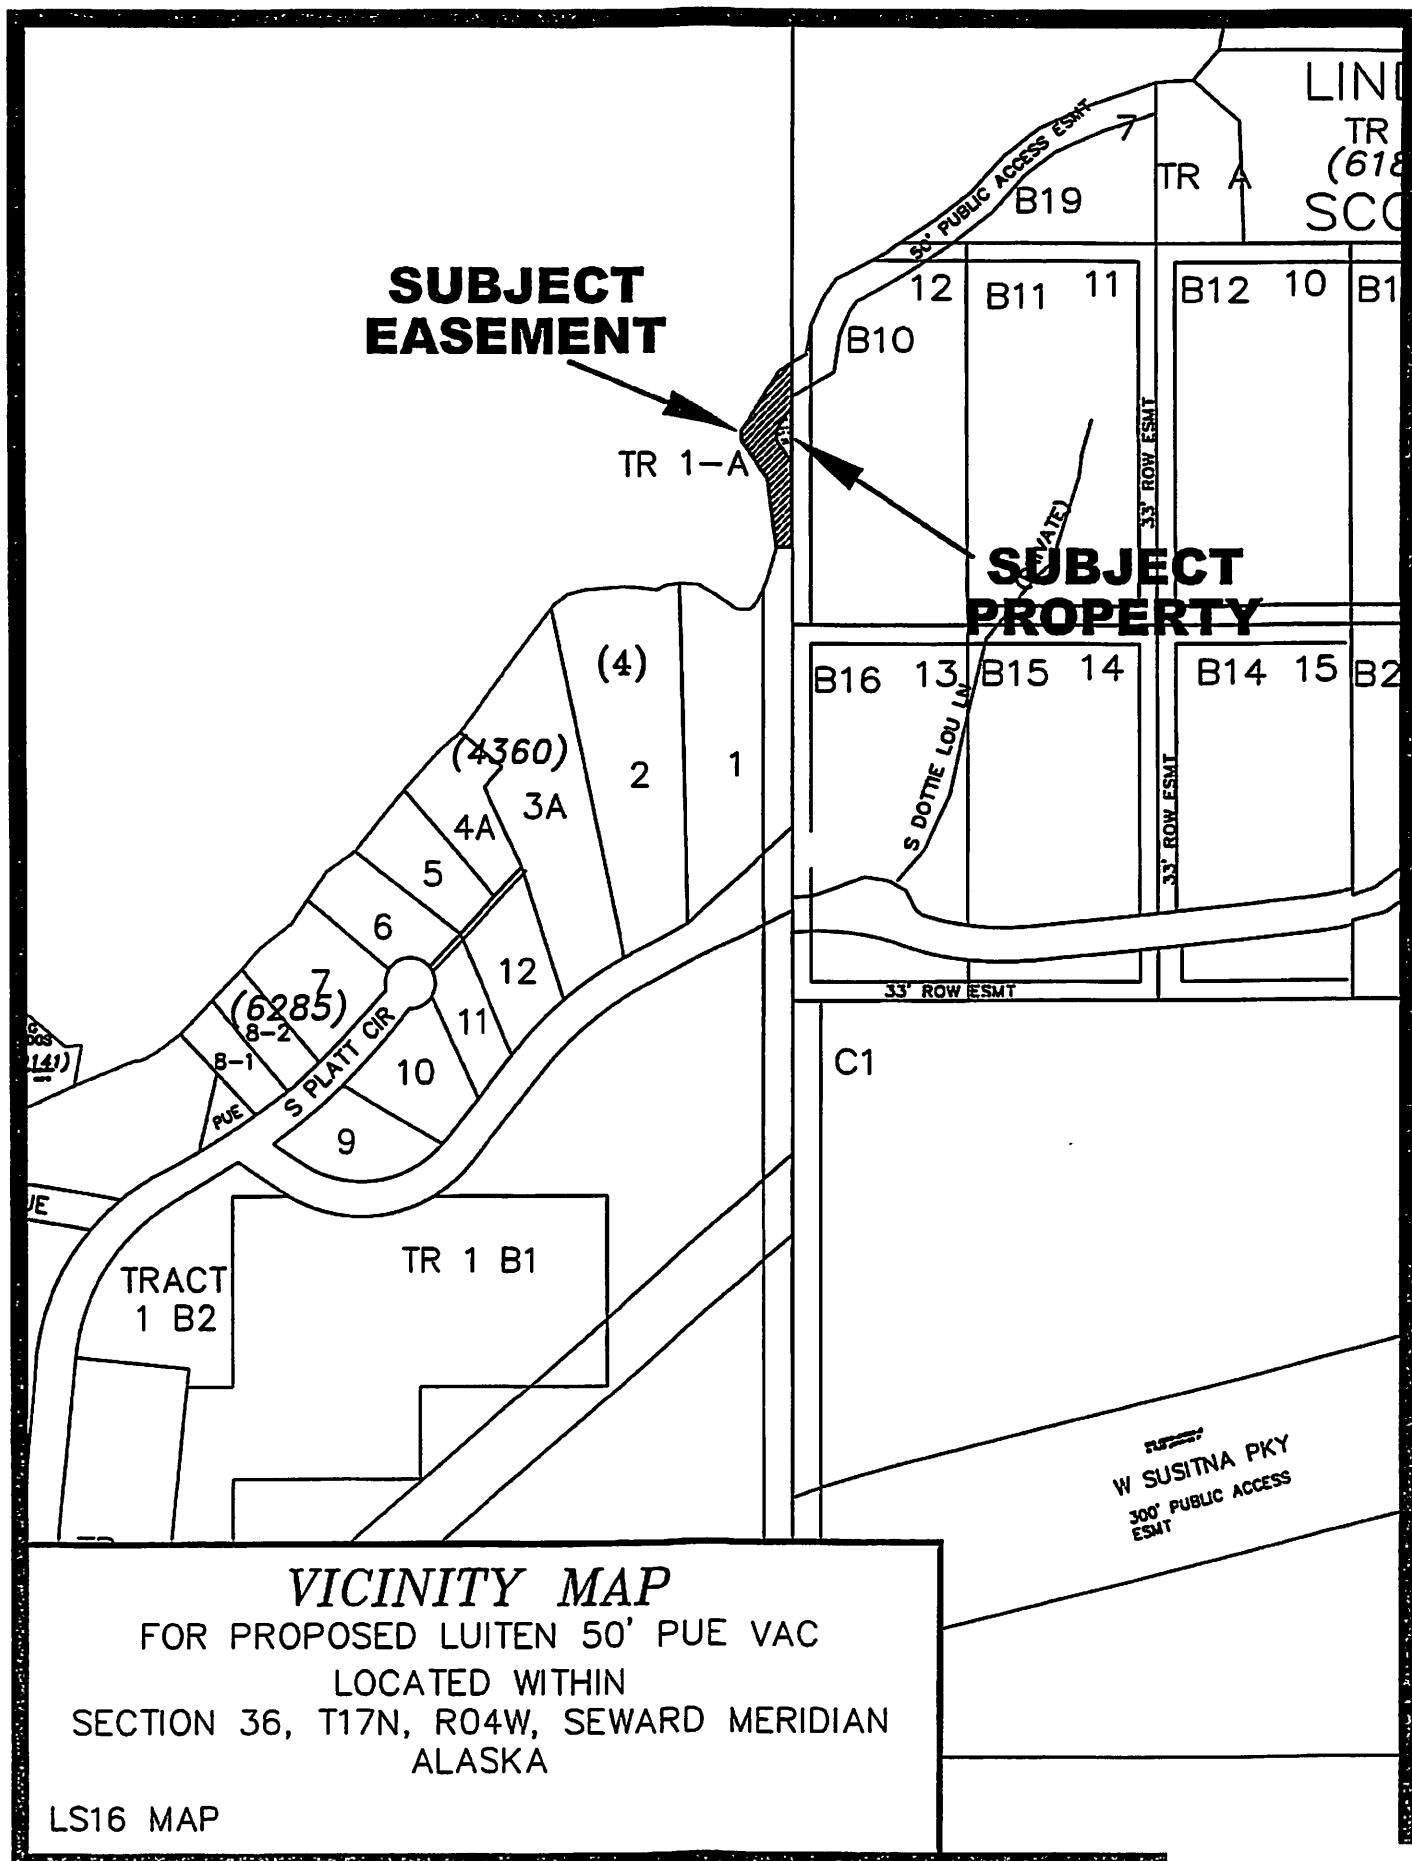 LIND
TR
(618
SCO
50' PUBLIC ACCESS ESMT
7
TR A
B19
12
B11
11
B12
10
B1
B10
SUBJECT
EASEMENT
TR 1-A
33' ROW ESMT
SUBJECT
PROPERTY
(4)
B16
13
B15
14
B14
15
B2
S DOTTIE LOU LN
(4360)
2
1
3A
4A
33' ROW ESMT
5
6
7
12
(6285)
8-2
11
8-1
S PLATT CIR
10
33' ROW ESMT
C1
PUE
9
UE
TR 1 B1
TRACT
1 B2
W SUSITNA PKY
300' PUBLIC ACCESS
ESMT
VICINITY MAP
FOR PROPOSED LUITEN 50' PUE VAC
LOCATED WITHIN
SECTION 36, T17N, R04W, SEWARD MERIDIAN
ALASKA
LS16 MAP